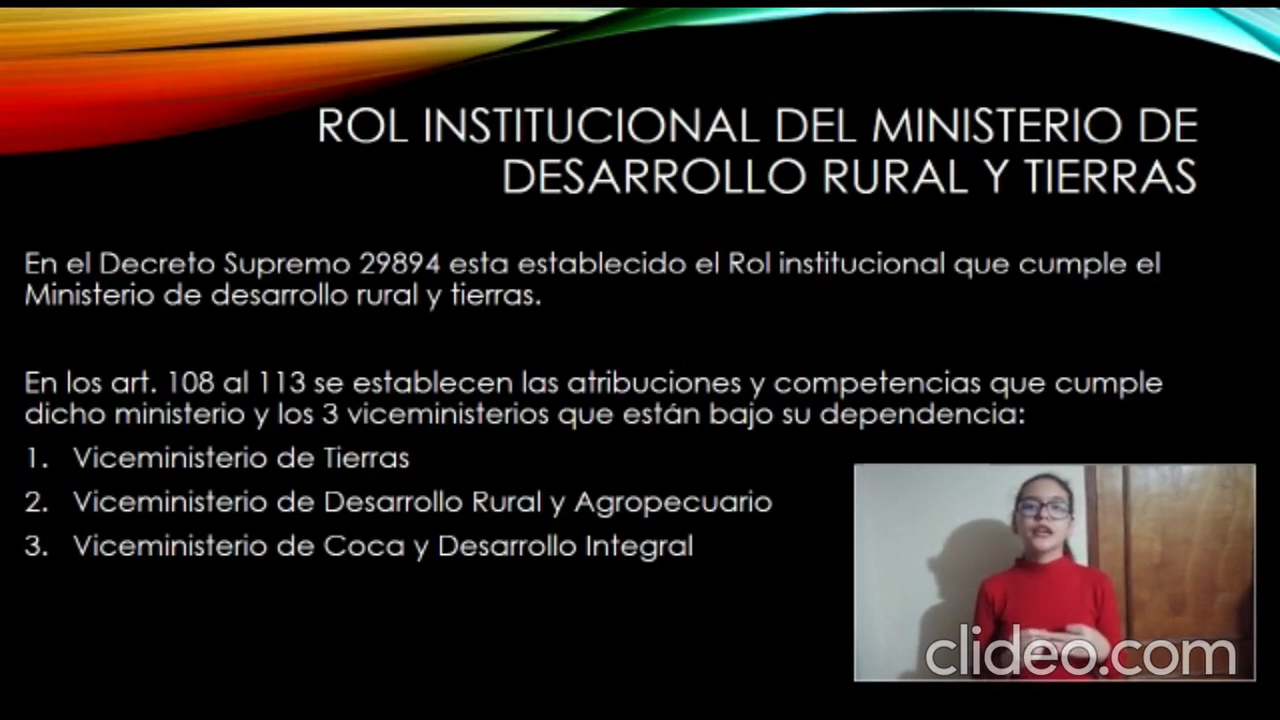 ROL INSTITUCIONAL DEL MINISTERIO DE
DESARROLLO RURAL Y TIERRAS
En el Decreto Supremo 29894 esta establecido el Rol institucional que cumple el
Ministerio de desarrollo rural y tierras.
En los art. 108 al 113 se establecen las atribuciones y competencias que cumple
dicho ministerio y los 3 viceministerios que están bajo su dependencia:
1. Viceministerio de Tierras
2. Viceministerio de Desarrollo Rural y Agropecuario
3. Viceministerio de Coca y Desarrollo Integral
clideo.com